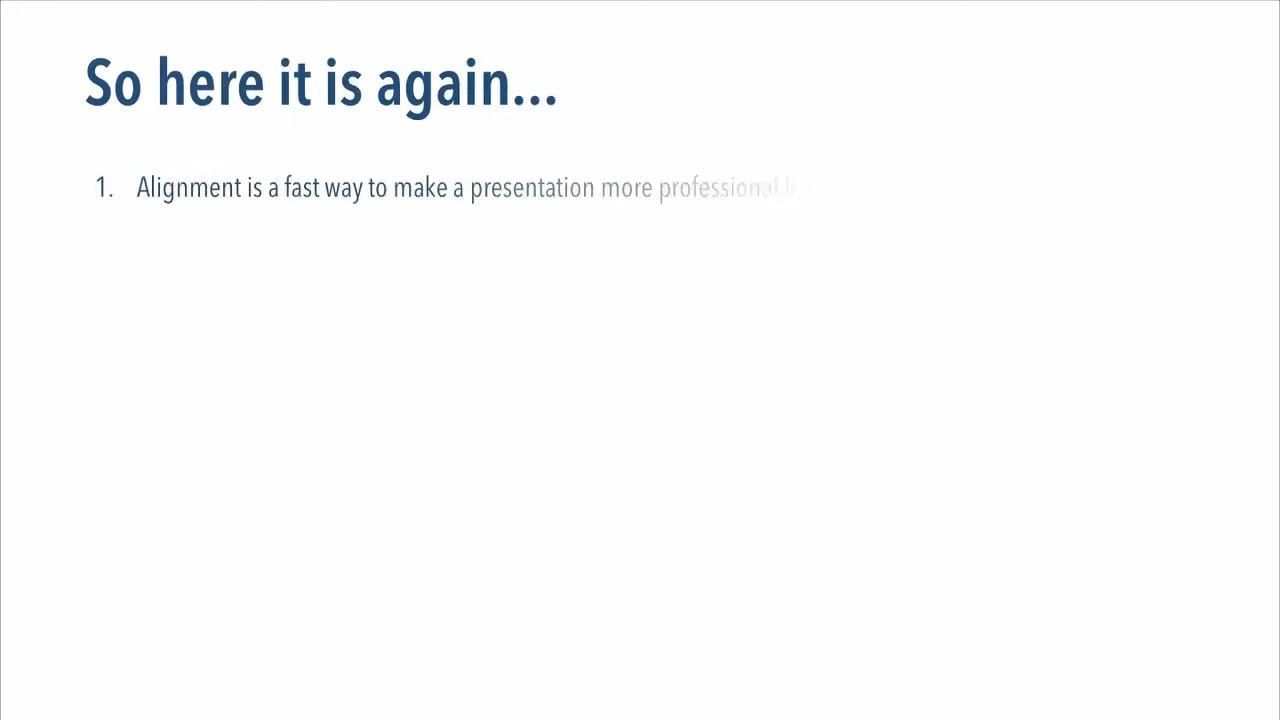 So here it is again...
1. Alignment is a fast way to make a presentation more professional